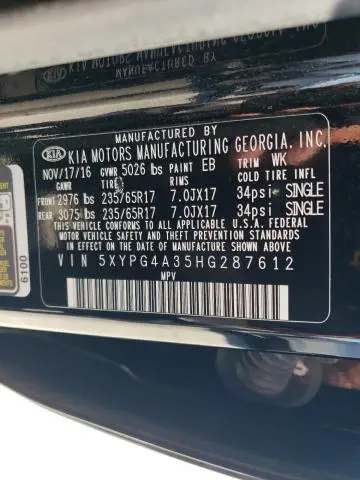 MANUFACTURED BY
KIA KIA MOTORS MANUFACTURING GEORGIA, INC.
NOV/17/16 GVWR 5026 lbs PAINT EB TRIM WK
GAWR TIRE RIMS COLD TIRE INFL
FRONT 2976 lbs 235/65R17 7.0JX17 34psi SINGLE
REAR 3075 lbs 235/65R17 7.0JX17 34psi SINGLE
THIS VEHICLE CONFORMS TO ALL APPLICABLE U.S.A. FEDERAL
MOTOR VEHICLE SAFETY, BUMPER, AND THEFT PREVENTION
STANDARDS IN EFFECT ON THE DATE OF MANUFACTURE SHOWN ABOVE.
VIN 5XYPG4A35HG287612
MPV
6100